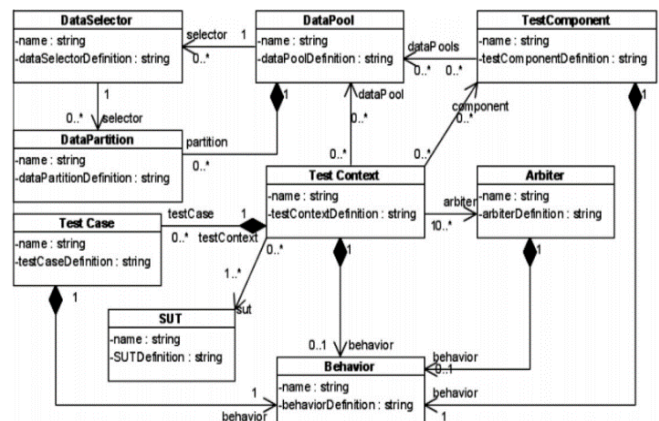 DataSelector
-name : string
-dataSelectorDefinition : string
selector
1
0..*
DataPool
-name : string
-dataPoolDefinition : string
dataPools
0..*
0..*
TestComponent
-name : string
-testComponentDefinition : string
1
0..*
selector
1
dataPool
0..*
component
0..*
1
DataPartition
-name : string
-dataPartitionDefinition : string
partition
0..*
0..*
0..*
Test Context
-name : string
-testContextDefinition : string
arbiter
10..*
Arbiter
-name : string
-arbiterDefinition : string
Test Case
-name : string
-testCaseDefinition : string
testCase
1
0..*
testContext
0..*
1
1
1
1..*
sut
SUT
-name : string
-SUTDefinition : string
0..1
behavior
behavior
0..1
Behavior
-name : string
-behaviorDefinition : string
1
behavior
behavior
1